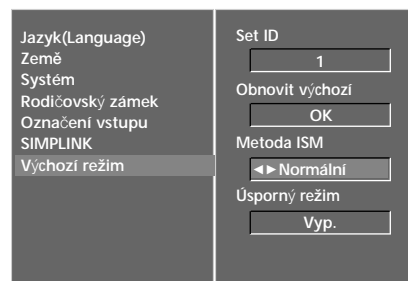 Jazyk(Language)
Země
Systém
Rodičovský zámek
Označení vstupu
SIMPLINK
Výchozí režim
Set ID
1
Obnovit výchozí
OK
Metoda ISM
◄► Normální
Úsporný režim
Vyp.